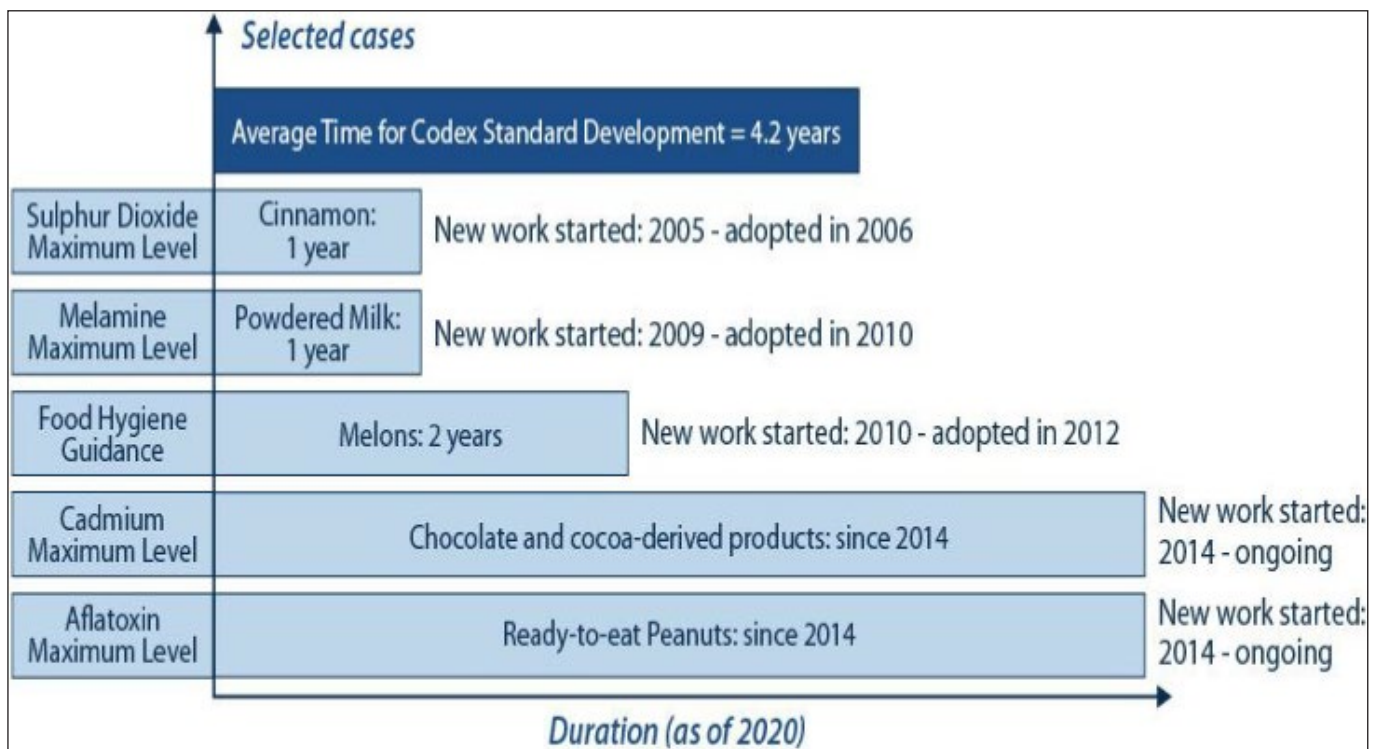 Selected cases
Average Time for Codex Standard Development = 4.2 years
Sulphur Dioxide
Maximum Level
Cinnamon:
1 year
New work started: 2005 - adopted in 2006
Melamine
Maximum Level
Powdered Milk:
1 year
New work started: 2009 - adopted in 2010
Food Hygiene
Guidance
Melons: 2 years
New work started: 2010 - adopted in 2012
Cadmium
Maximum Level
Chocolate and cocoa-derived products: since 2014
New work started:
2014 - ongoing
Aflatoxin
Maximum Level
Ready-to-eat Peanuts: since 2014
New work started:
2014 - ongoing
Duration (as of 2020)